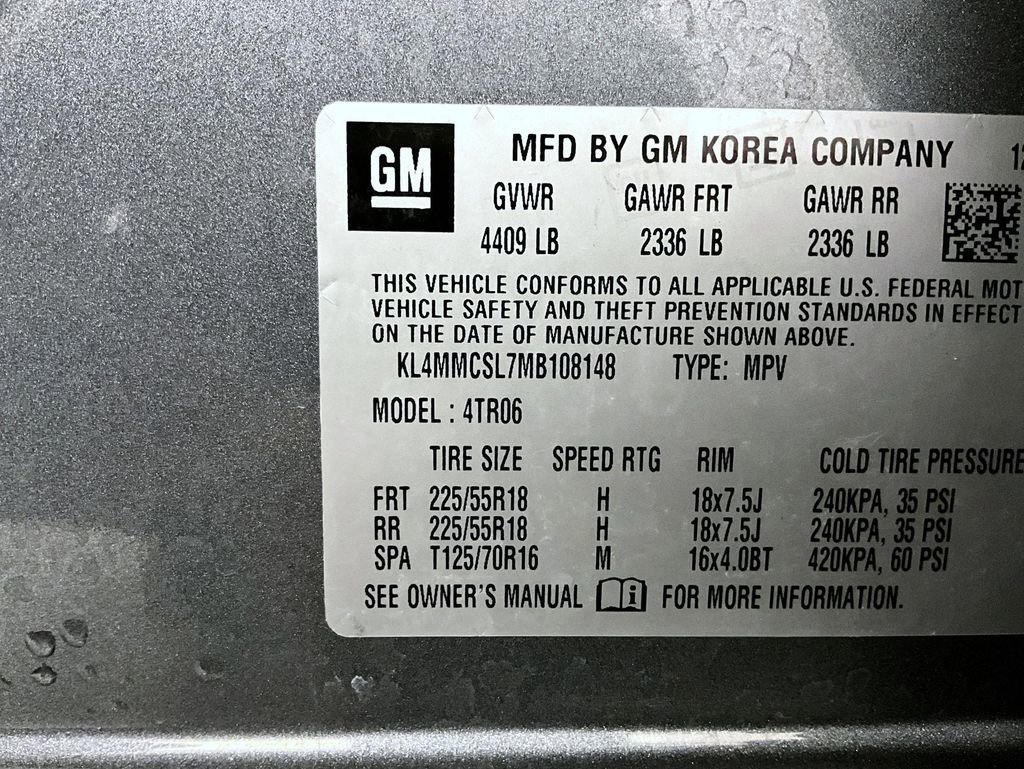 GM
MFD BY GM KOREA COMPANY 12
GVWR GAWR FRT GAWR RR
4409 LB 2336 LB 2336 LB
THIS VEHICLE CONFORMS TO ALL APPLICABLE U.S. FEDERAL MOT
VEHICLE SAFETY AND THEFT PREVENTION STANDARDS IN EFFECT
ON THE DATE OF MANUFACTURE SHOWN ABOVE.
KL4MMCSL7MB108148 TYPE: MPV
MODEL : 4TR06
TIRE SIZE SPEED RTG RIM COLD TIRE PRESSURE
FRT 225/55R18 H 18x7.5J 240KPA, 35 PSI
RR 225/55R18 H 18x7.5J 240KPA, 35 PSI
SPA T125/70R16 M 16x4.0BT 420KPA, 60 PSI
SEE OWNER'S MANUAL i FOR MORE INFORMATION.